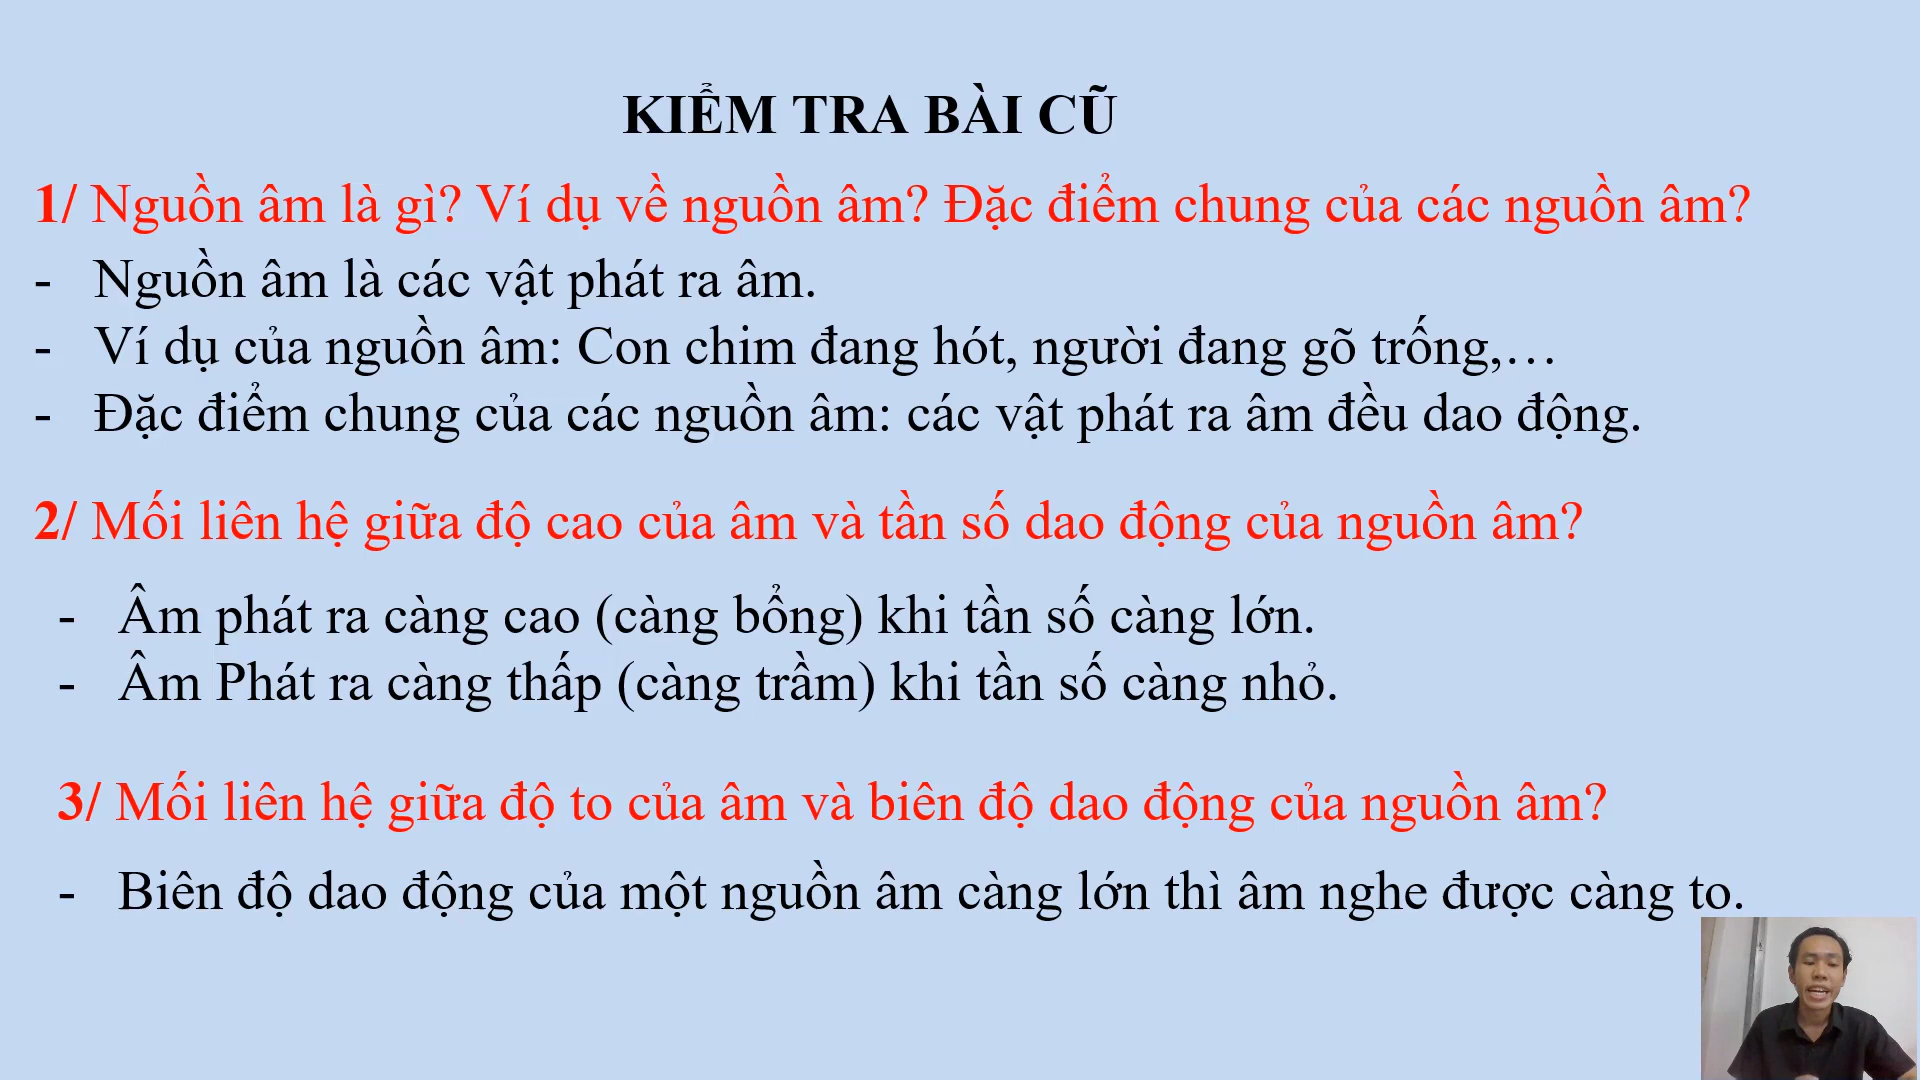 KIỂM TRA BÀI CŨ
1/ Nguồn âm là gì? Ví dụ về nguồn âm? Đặc điểm chung của các nguồn âm?
- Nguồn âm là các vật phát ra âm.
- Ví dụ của nguồn âm: Con chim đang hót, người đang gõ trống,…
- Đặc điểm chung của các nguồn âm: các vật phát ra âm đều dao động.
2/ Mối liên hệ giữa độ cao của âm và tần số dao động của nguồn âm?
- Âm phát ra càng cao (càng bổng) khi tần số càng lớn.
- Âm Phát ra càng thấp (càng trầm) khi tần số càng nhỏ.
3/ Mối liên hệ giữa độ to của âm và biên độ dao động của nguồn âm?
- Biên độ dao động của một nguồn âm càng lớn thì âm nghe được càng to.